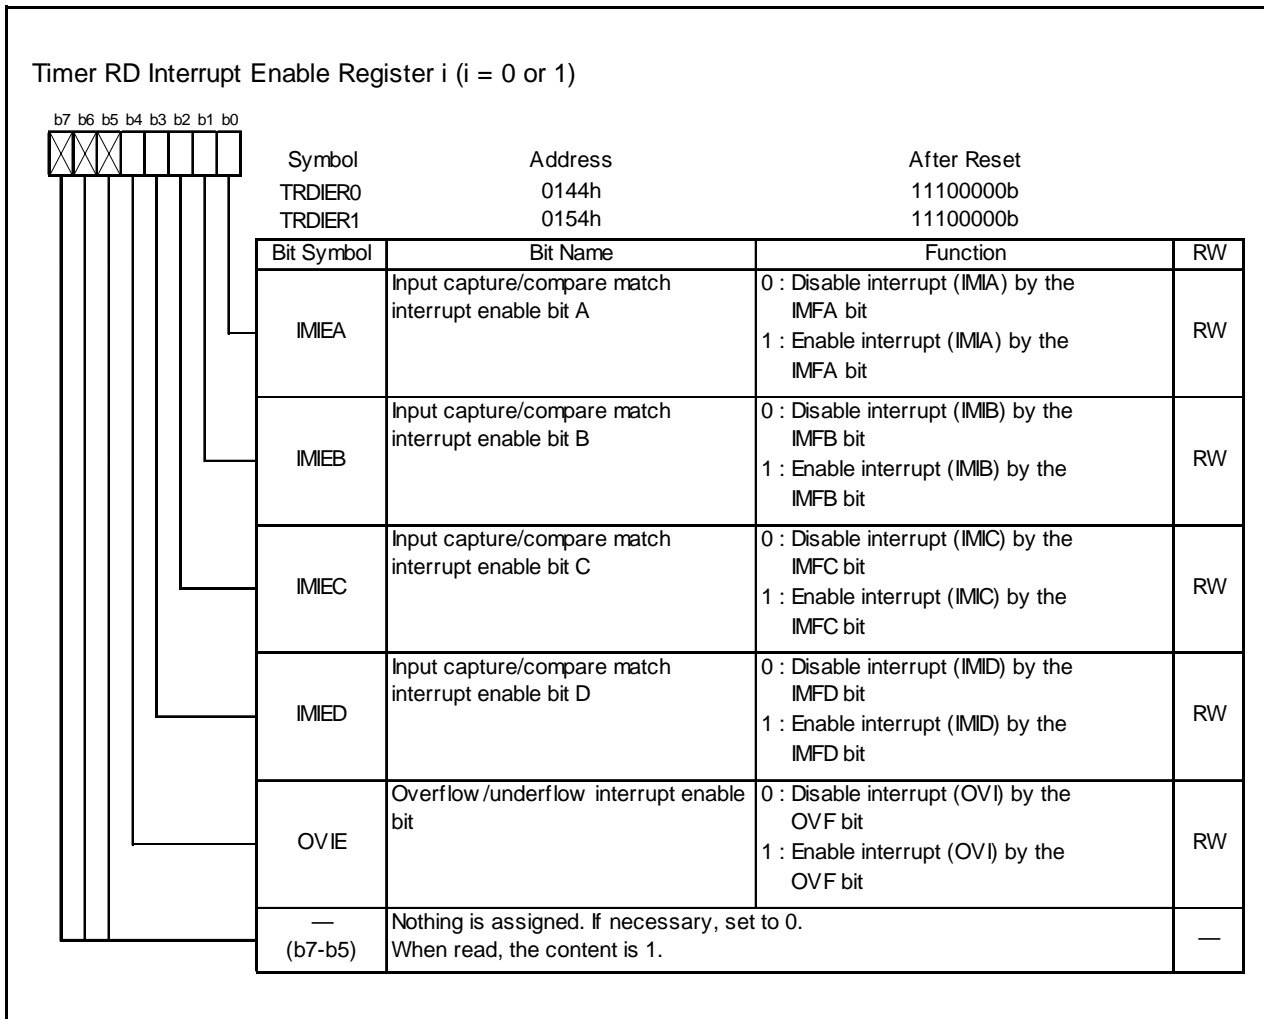 Timer RD Interrupt Enable Register i (i = 0 or 1)
b7 b6 b5 b4 b3 b2 b1 b0
Symbol Address After Reset
TRDIER0 0144h 11100000b
TRDIER1 0154h 11100000b
Bit Symbol Bit Name Function RW
IMIEA Input capture/compare match
interrupt enable bit A
0 : Disable interrupt (IMIA) by the
IMFA bit
1 : Enable interrupt (IMIA) by the
IMFA bit
RW
IMIEB Input capture/compare match
interrupt enable bit B
0 : Disable interrupt (IMIB) by the
IMFB bit
1 : Enable interrupt (IMIB) by the
IMFB bit
RW
IMIEC Input capture/compare match
interrupt enable bit C
0 : Disable interrupt (IMIC) by the
IMFC bit
1 : Enable interrupt (IMIC) by the
IMFC bit
RW
IMIED Input capture/compare match
interrupt enable bit D
0 : Disable interrupt (IMID) by the
IMFD bit
1 : Enable interrupt (IMID) by the
IMFD bit
RW
OVIE Overflow/underflow interrupt enable
bit
0 : Disable interrupt (OVI) by the
OVF bit
1 : Enable interrupt (OVI) by the
OVF bit
RW
—
(b7-b5)
Nothing is assigned. If necessary, set to 0.
When read, the content is 1.
—